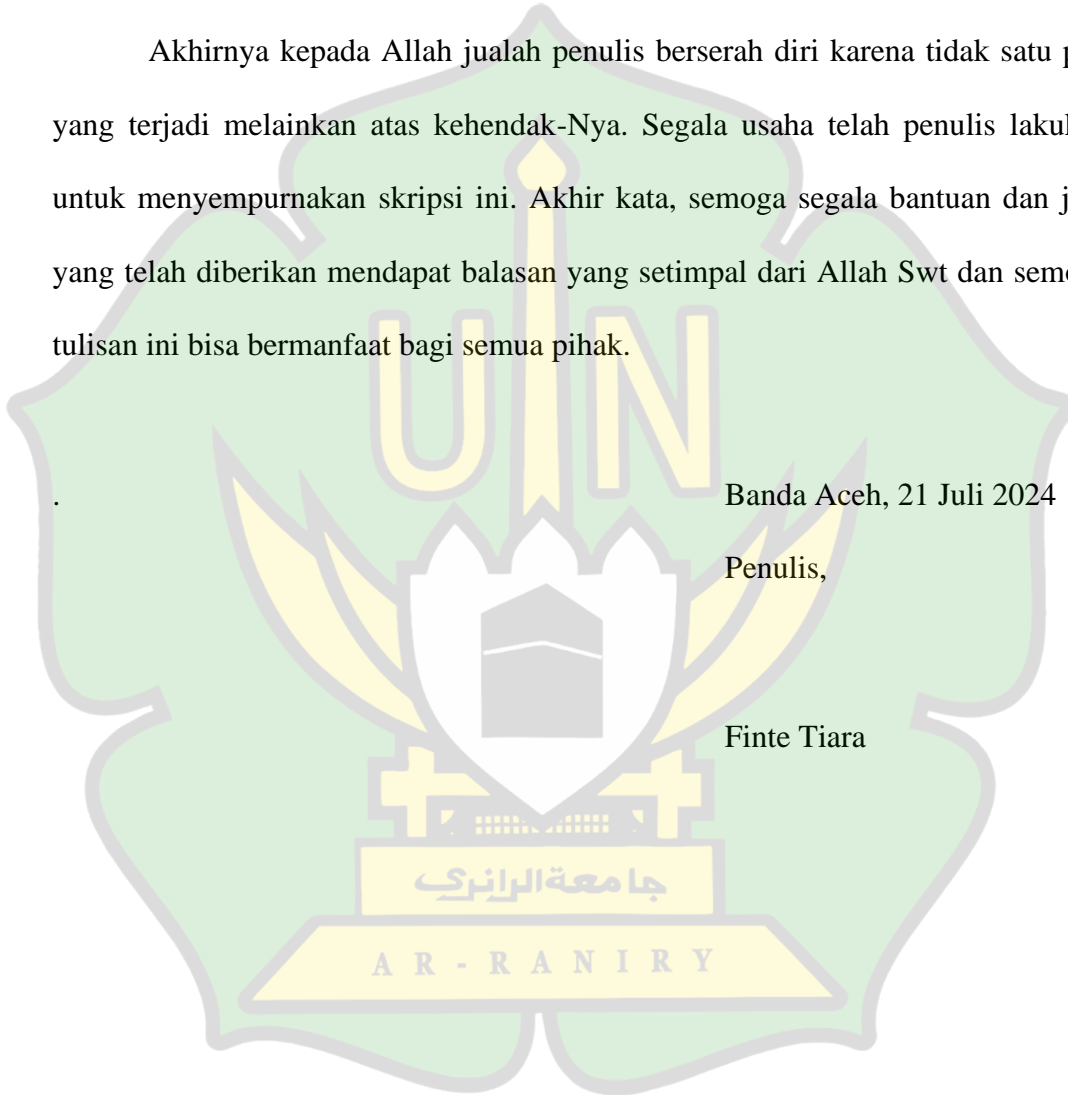 Akhirnya kepada Allah jualah penulis berserah diri karena tidak satu
yang terjadi melainkan atas kehendak-Nya. Segala usaha telah penulis
untuk menyempurnakan skripsi ini. Akhir kata, semoga segala bantuan dan
yang telah diberikan mendapat balasan yang setimpal dari Allah Swt dan
tulisan ini bisa bermanfaat bagi semua pihak.
UIN
. Banda Aceh, 21 Juli 2024
Penulis,
Finte Tiara
جامعة الرانري
AR-RANIRY